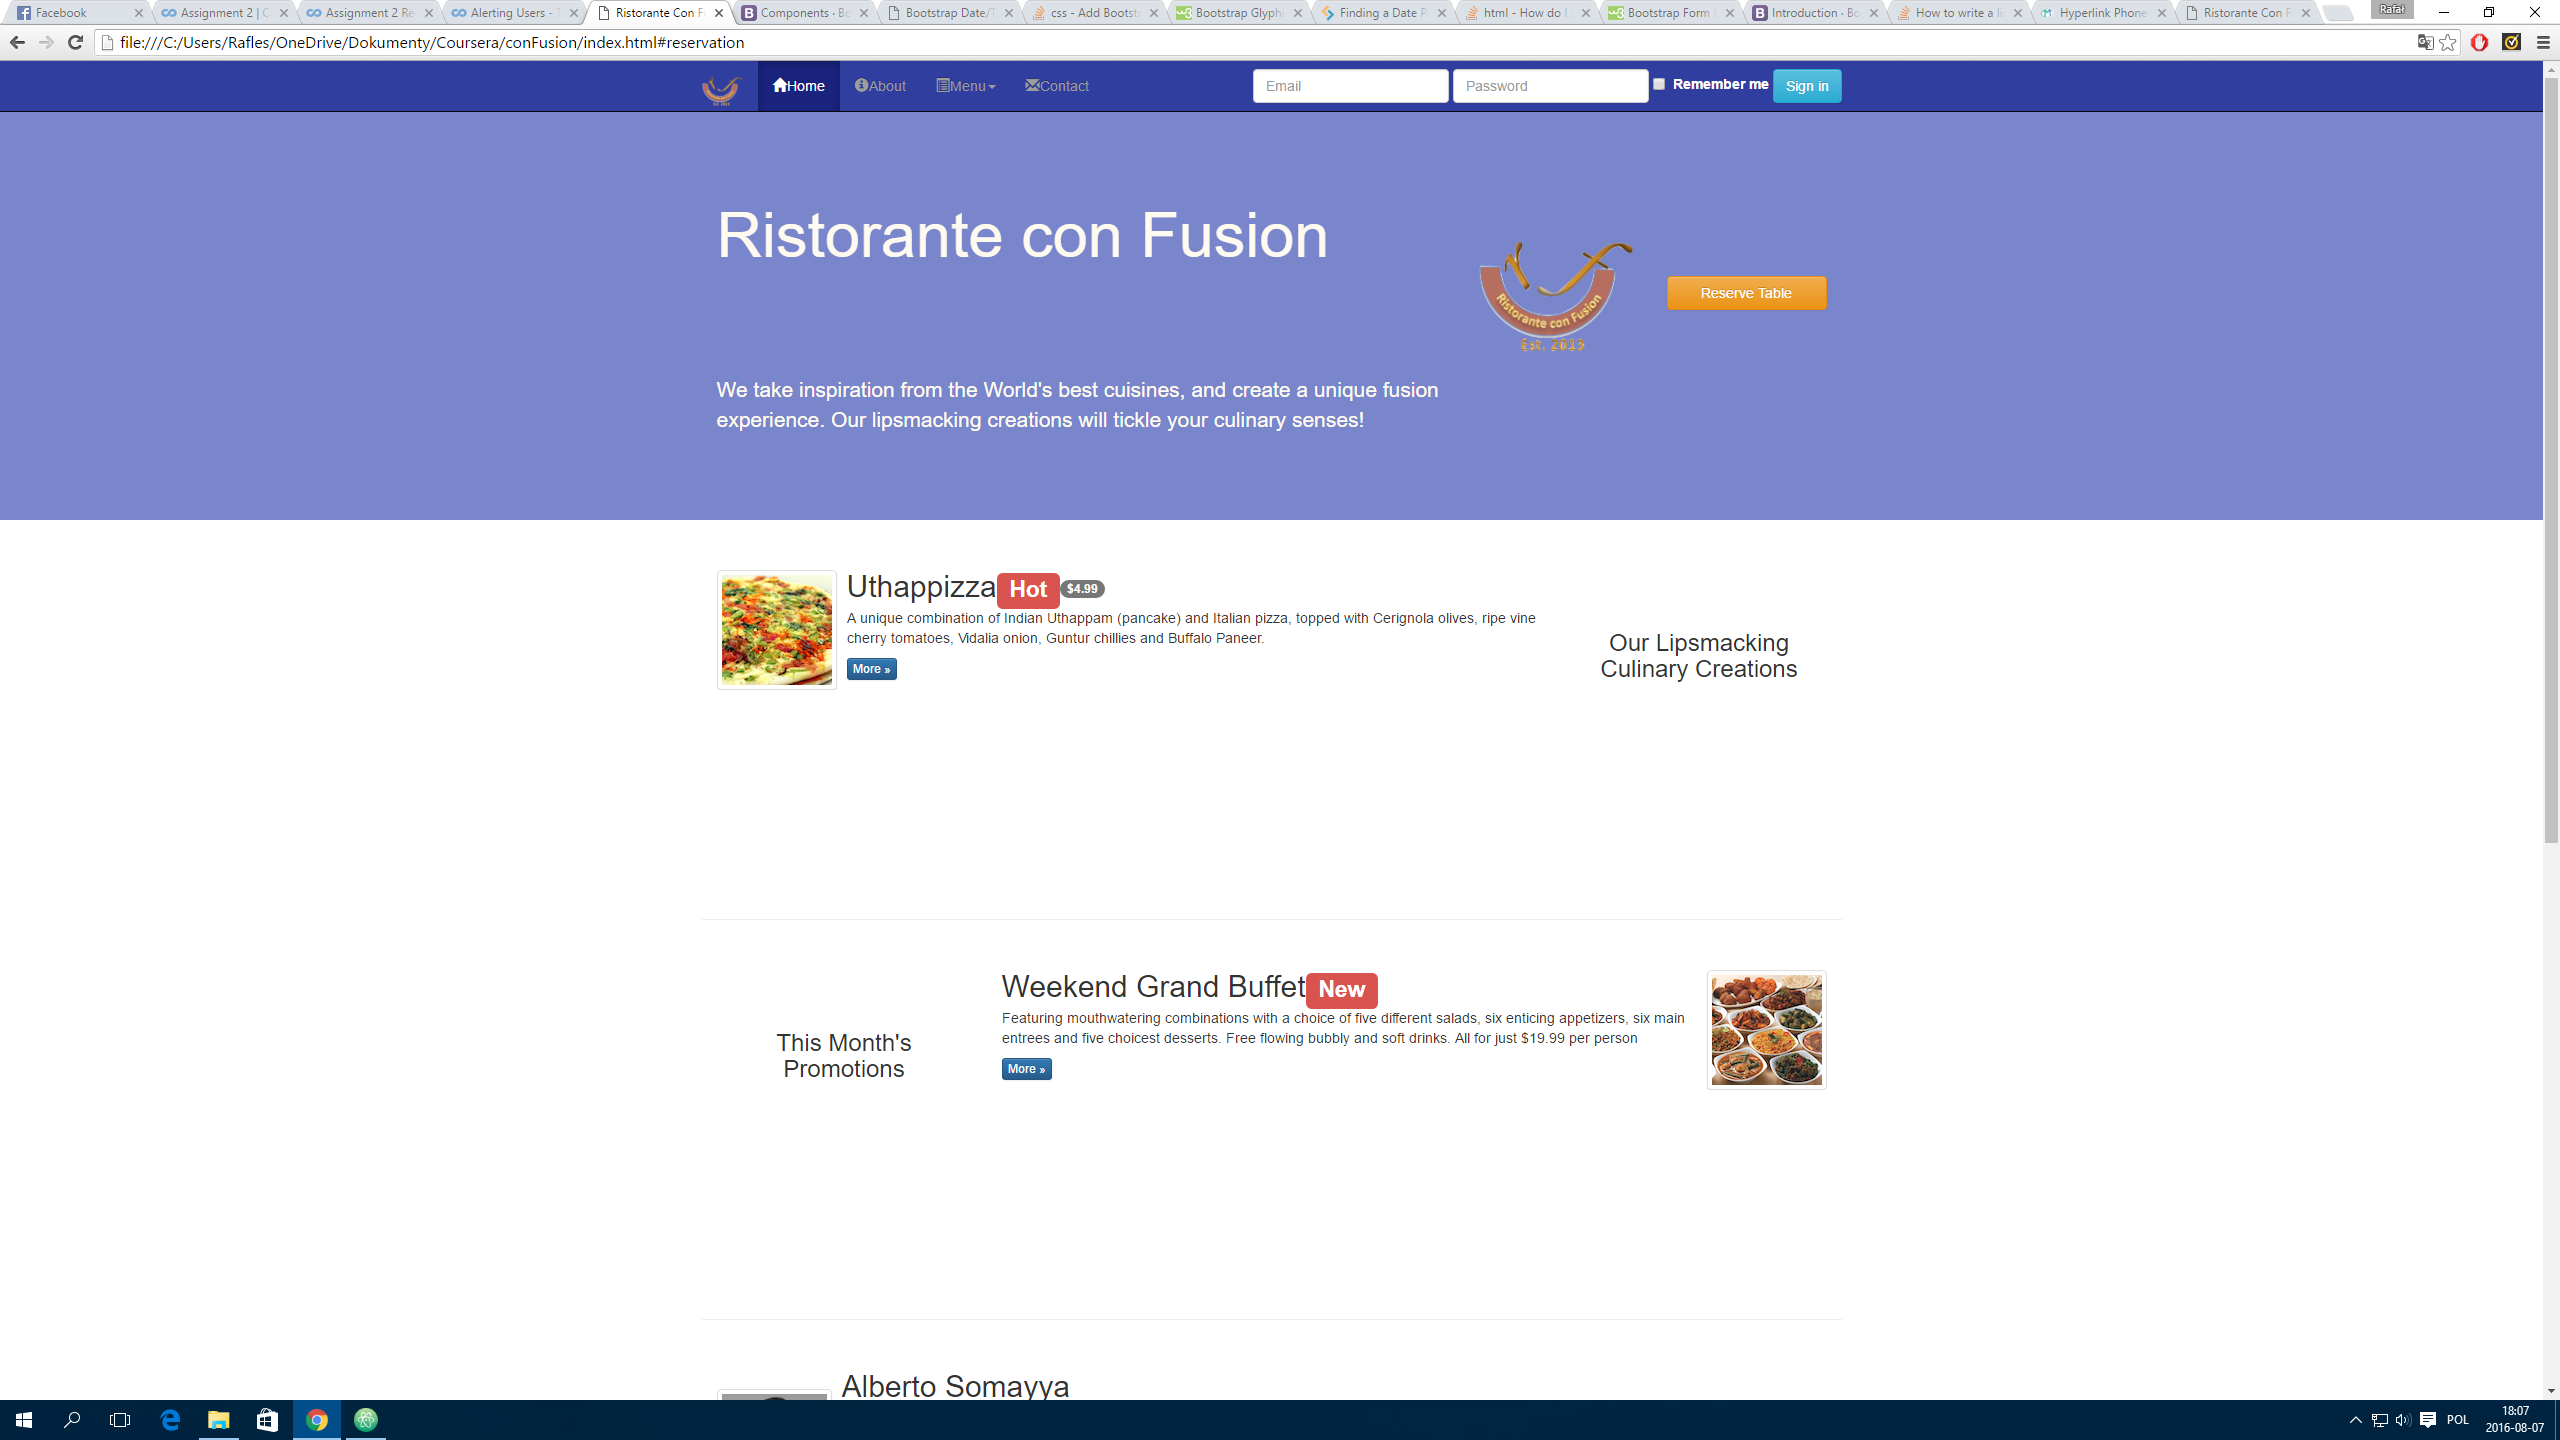 Facebook
Assignment 2 | C
Assignment 2 Re
Alerting Users - T
Ristorante Con F
Components · Bo
Bootstrap Date/T
css - Add Bootst
Bootstrap Glyph
Finding a Date P
html - How do I
Bootstrap Form
Introduction · Bo
How to write a li
Hyperlink Phone
Ristorante Con F
Rafał
file:///C:/Users/Rafles/OneDrive/Dokumenty/Coursera/conFusion/index.html#reservation
Home About Menu Contact Email Password Remember me Sign in
Ristorante con Fusion
Ristorante con Fusion
Est. 2013
Reserve Table
We take inspiration from the World's best cuisines, and create a unique fusion
experience. Our lipsmacking creations will tickle your culinary senses!
Uthappizza Hot $4.99
A unique combination of Indian Uthappam (pancake) and Italian pizza, topped with Cerignola olives, ripe vine
cherry tomatoes, Vidalia onion, Guntur chillies and Buffalo Paneer.
More »
Our Lipsmacking
Culinary Creations
This Month's
Promotions
Weekend Grand Buffet New
Featuring mouthwatering combinations with a choice of five different salads, six enticing appetizers, six main
entrees and five choicest desserts. Free flowing bubbly and soft drinks. All for just $19.99 per person
More »
Alberto Somayya
POL
18:07
2016-08-07